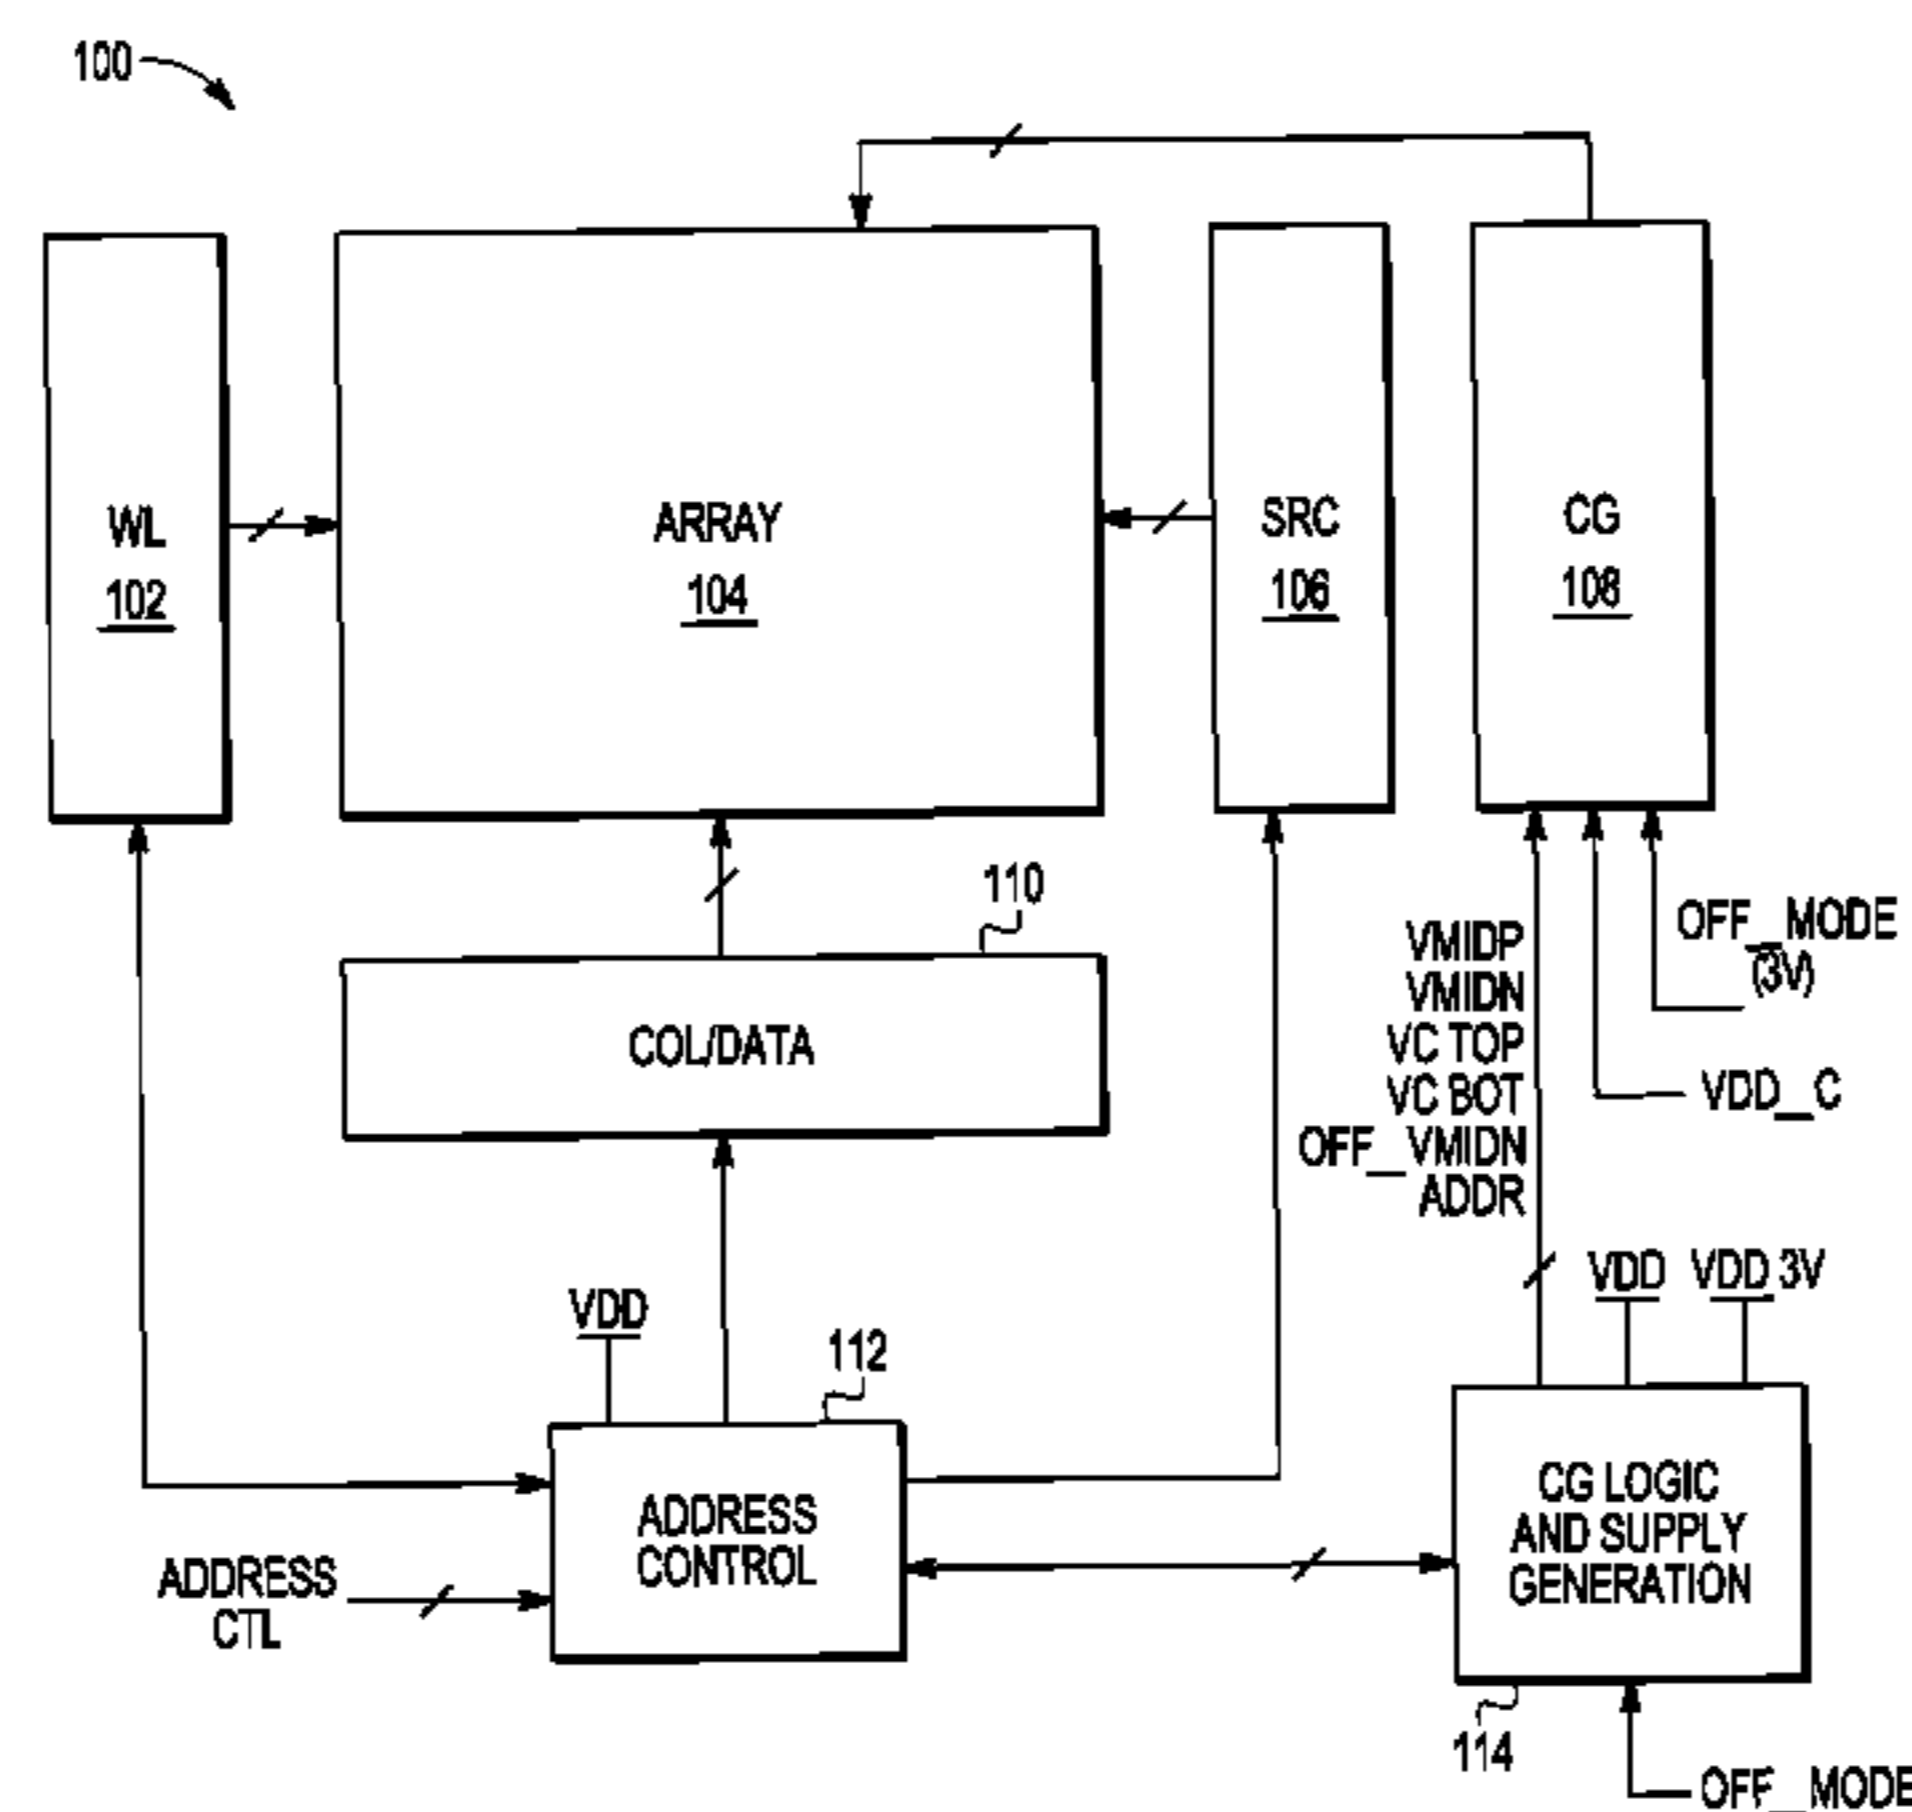 100
WL
102
ARRAY
104
SRC
106
CG
108
110
COL/DATA
VMIDP
VMIDN
VC TOP
VC BOT
OFF_VMIDN
ADDR
OFF_MODE
(3V)
VDD_C
VDD
112
VDD
VDD 3V
ADDRESS
CONTROL
ADDRESS
CTL
CG LOGIC
AND SUPPLY
GENERATION
114
OFF_MODE